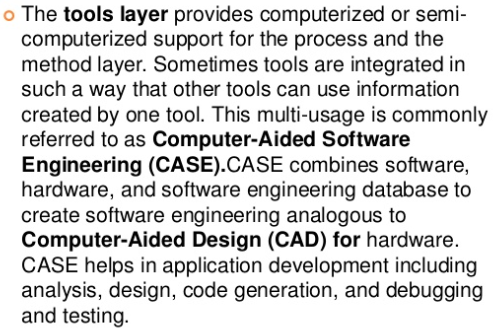 The tools layer provides computerized or semi-
computerized support for the process and the
method layer. Sometimes tools are integrated in
such a way that other tools can use information
created by one tool. This multi-usage is commonly
referred to as Computer-Aided Software
Engineering (CASE).CASE combines software,
hardware, and software engineering database to
create software engineering analogous to
Computer-Aided Design (CAD) for hardware.
CASE helps in application development including
analysis, design, code generation, and debugging
and testing.